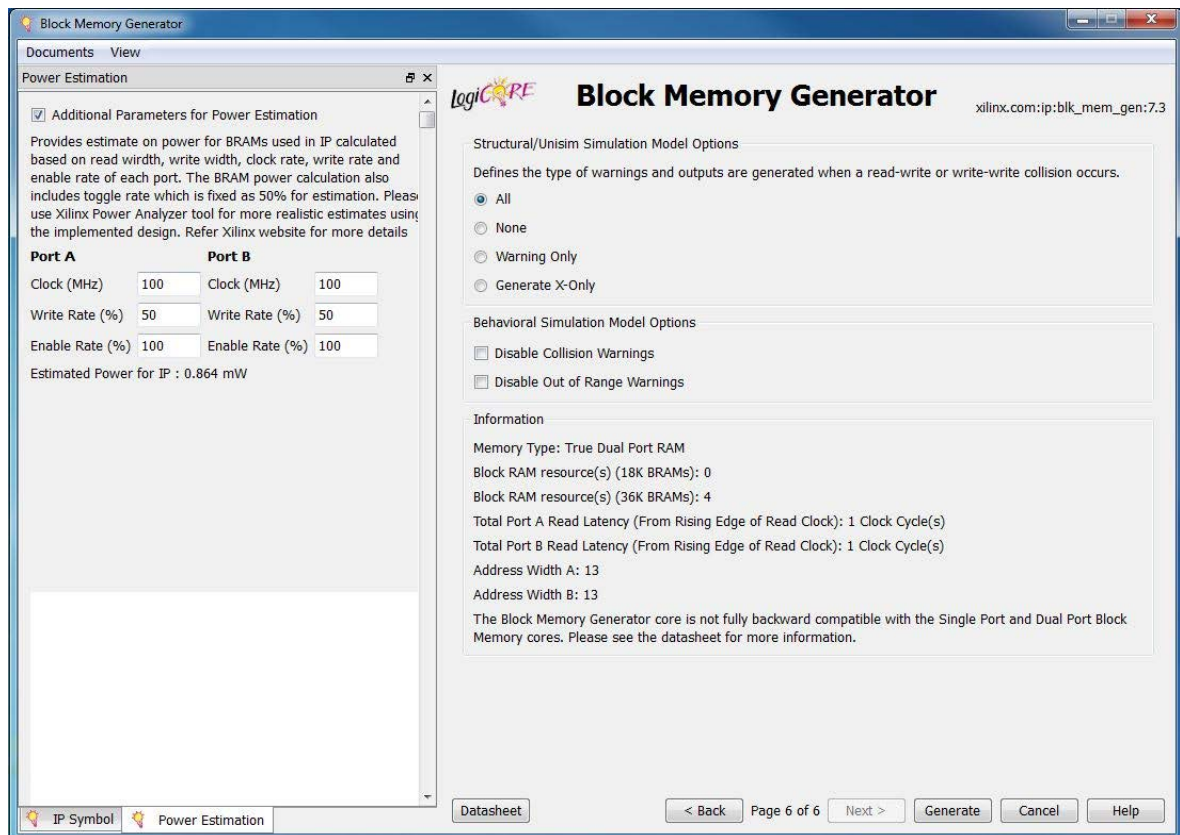 Block Memory Generator
Documents View
Power Estimation
Additional Parameters for Power Estimation
Provides estimate on power for BRAMs used in IP calculated
based on read wirdth, write width, clock rate, write rate and
enable rate of each port. The BRAM power calculation also
includes toggle rate which is fixed as 50% for estimation. Pleas
use Xilinx Power Analyzer tool for more realistic estimates using
the implemented design. Refer Xilinx website for more details
Port A Port B
Clock (MHz) 100 Clock (MHz) 100
Write Rate (%) 50 Write Rate (%) 50
Enable Rate (%) 100 Enable Rate (%) 100
Estimated Power for IP : 0.864 mW
IP Symbol Power Estimation
LogiCORE Block Memory Generator xilinx.com:ip:blk_mem_gen:7.3
Structural/Unisim Simulation Model Options
Defines the type of warnings and outputs are generated when a read-write or write-write collision occurs.
All
None
Warning Only
Generate X-Only
Behavioral Simulation Model Options
Disable Collision Warnings
Disable Out of Range Warnings
Information
Memory Type: True Dual Port RAM
Block RAM resource(s) (18K BRAMs): 0
Block RAM resource(s) (36K BRAMs): 4
Total Port A Read Latency (From Rising Edge of Read Clock): 1 Clock Cycle(s)
Total Port B Read Latency (From Rising Edge of Read Clock): 1 Clock Cycle(s)
Address Width A: 13
Address Width B: 13
The Block Memory Generator core is not fully backward compatible with the Single Port and Dual Port Block
Memory cores. Please see the datasheet for more information.
Datasheet < Back Page 6 of 6 Next > Generate Cancel Help